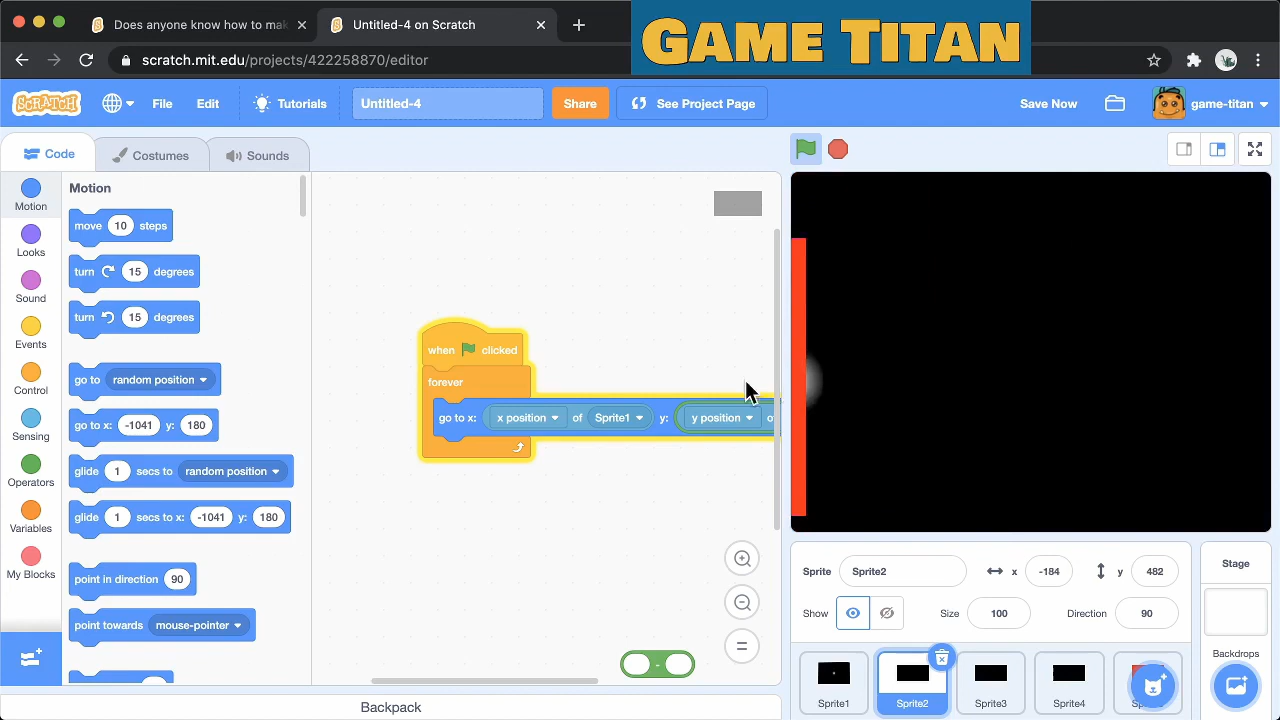 Does anyone know how to mak
Untitled-4 on Scratch
GAME TITAN
scratch.mit.edu/projects/422258870/editor
SCRATCH
File
Edit
Tutorials
Untitled-4
Share
See Project Page
Save Now
game-titan
Code
Costumes
Sounds
Motion
Looks
Sound
Events
Control
Sensing
Operators
Variables
My Blocks
Motion
move 10 steps
turn 15 degrees
turn 15 degrees
go to random position
go to x: -1041 y: 180
glide 1 secs to random position
glide 1 secs to x: -1041 y: 180
point in direction 90
point towards mouse-pointer
when clicked
forever
go to x: x position of Sprite1 y: y position o
-
=
Backpack
Sprite Sprite2 x -184 y 482
Show Size 100 Direction 90
Sprite1
Sprite2
Sprite3
Sprite4
Stage
Backdrops